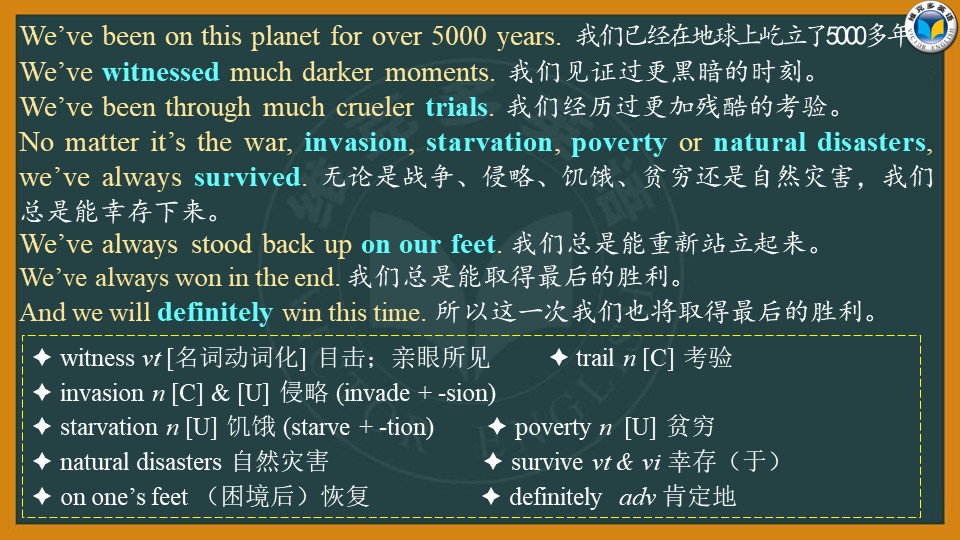 We've been on this planet for over 5000 years. 我们已经在地球上屹立了5000多年
We've witnessed much darker moments. 我们见证过更黑暗的时刻。
We've been through much crueler trials. 我们经历过更加残酷的考验。
No matter it's the war, invasion, starvation, poverty or natural disasters,
we've always survived. 无论是战争、侵略、饥饿、贫穷还是自然灾害，我们
总是能幸存下来。
We've always stood back up on our feet. 我们总是能重新站立起来。
We've always won in the end. 我们总是能取得最后的胜利。
And we will definitely win this time. 所以这一次我们也将取得最后的胜利。
✦ witness vt [名词动词化] 目击；亲眼所见 ✦ trail n [C] 考验
✦ invasion n [C] & [U] 侵略 (invade + -sion)
✦ starvation n [U] 饥饿 (starve + -tion) ✦ poverty n [U] 贫穷
✦ natural disasters 自然灾害 ✦ survive vt & vi 幸存（于）
✦ on one's feet （困境后）恢复 ✦ definitely adv 肯定地